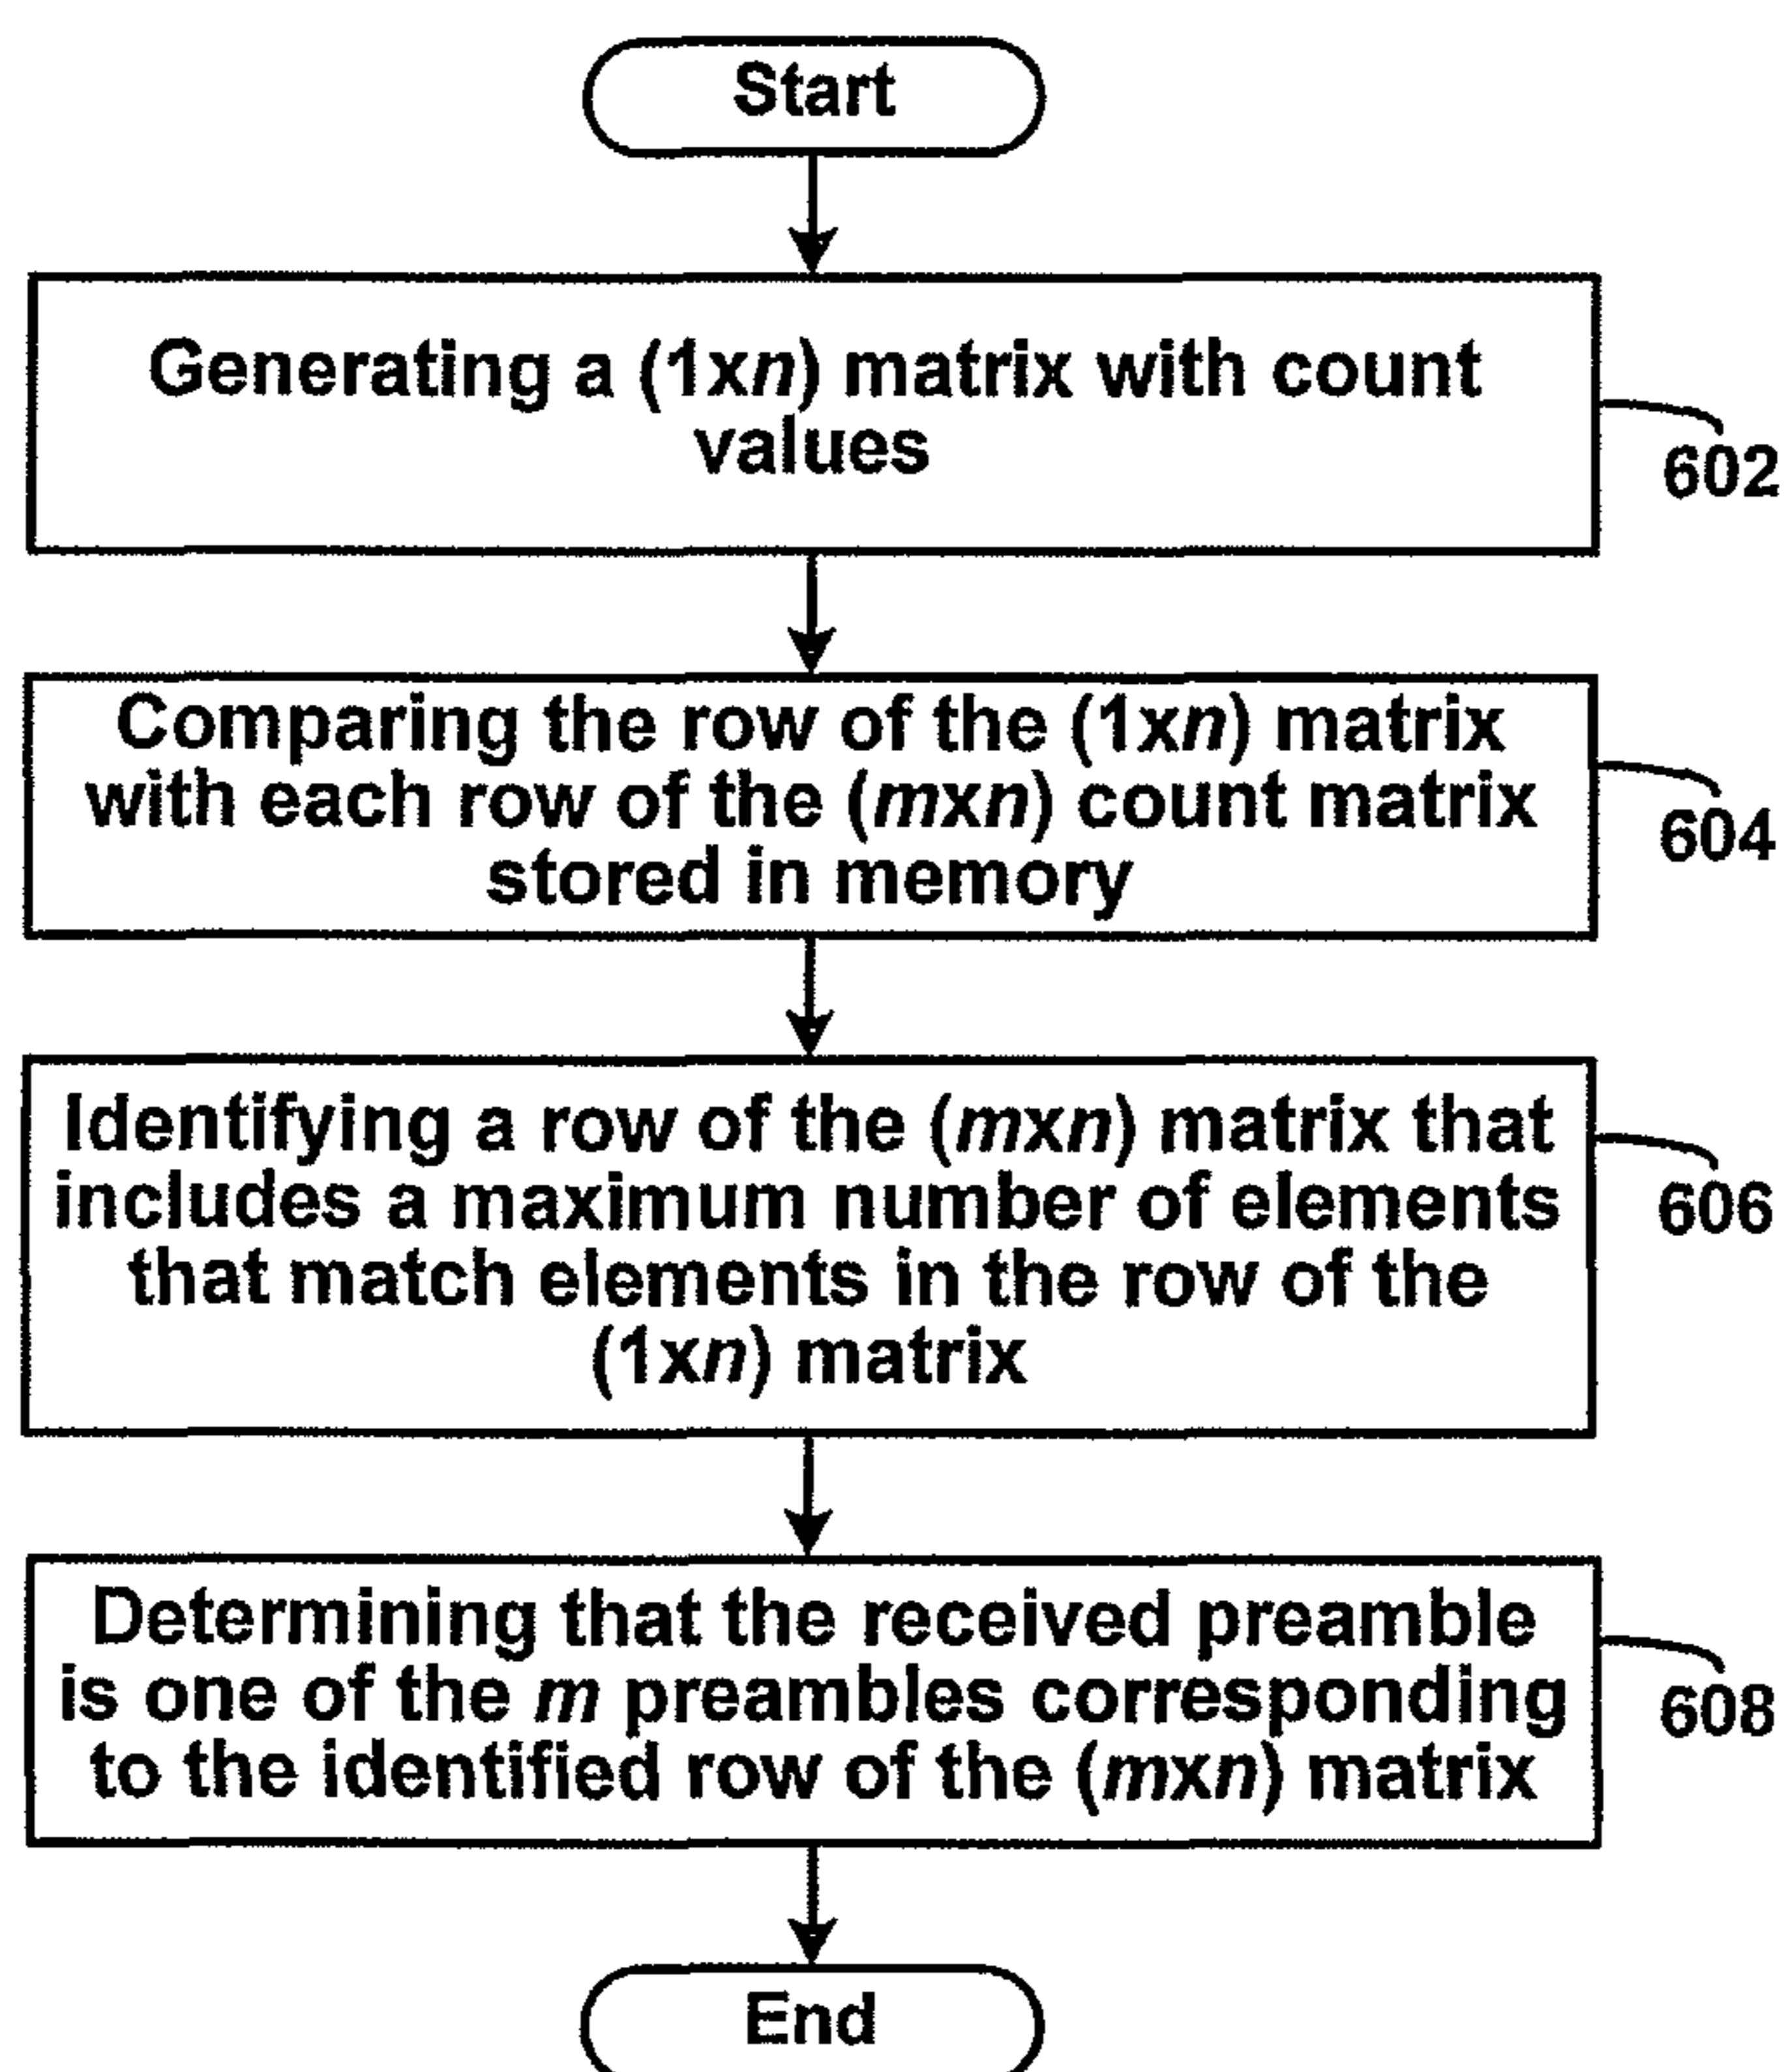 Start
Generating a (1xn) matrix with count
values
602
Comparing the row of the (1xn) matrix
with each row of the (mxn) count matrix
stored in memory
604
Identifying a row of the (mxn) matrix that
includes a maximum number of elements
that match elements in the row of the
(1xn) matrix
606
Determining that the received preamble
is one of the m preambles corresponding
to the identified row of the (mxn) matrix
608
End